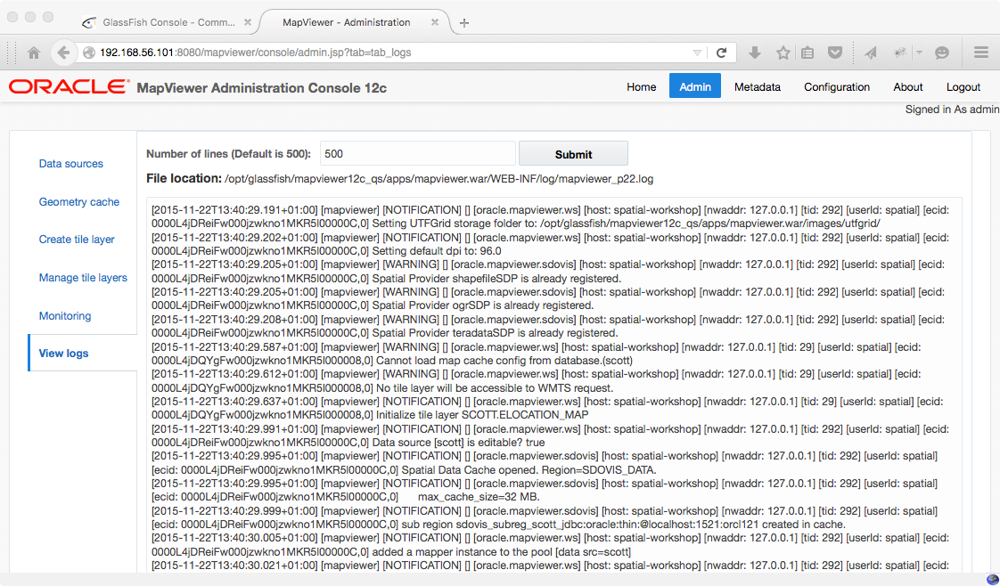 GlassFish Console - Comm...
MapViewer - Administration
192.168.56.101:8080/mapviewer/console/admin.jsp?tab=tab_logs
ORACLE MapViewer Administration Console 12c
Home Admin Metadata Configuration About Logout
Signed in As admin
Data sources
Geometry cache
Create tile layer
Manage tile layers
Monitoring
View logs
Number of lines (Default is 500): 500 Submit
File location: /opt/glassfish/mapviewer12c_qs/apps/mapviewer.war/WEB-INF/log/mapviewer_p22.log
[2015-11-22T13:40:29.191+01:00] [mapviewer] [NOTIFICATION] [] [oracle.mapviewer.ws] [host: spatial-workshop] [nwaddr: 127.0.0.1] [tid: 292] [userId: spatial] [ecid:
0000L4jDReiFw000jzwkno1MKR5l00000C,0] Setting UTFGrid storage folder to: /opt/glassfish/mapviewer12c_qs/apps/mapviewer.war/images/utfgrid/
[2015-11-22T13:40:29.202+01:00] [mapviewer] [NOTIFICATION] [] [oracle.mapviewer.ws] [host: spatial-workshop] [nwaddr: 127.0.0.1] [tid: 292] [userId: spatial] [ecid:
0000L4jDReiFw000jzwkno1MKR5l00000C,0] Setting default dpi to: 96.0
[2015-11-22T13:40:29.205+01:00] [mapviewer] [WARNING] [] [oracle.mapviewer.sdovis] [host: spatial-workshop] [nwaddr: 127.0.0.1] [tid: 292] [userId: spatial] [ecid:
0000L4jDReiFw000jzwkno1MKR5l00000C,0] Spatial Provider shapefileSDP is already registered.
[2015-11-22T13:40:29.205+01:00] [mapviewer] [WARNING] [] [oracle.mapviewer.sdovis] [host: spatial-workshop] [nwaddr: 127.0.0.1] [tid: 292] [userId: spatial] [ecid:
0000L4jDReiFw000jzwkno1MKR5l00000C,0] Spatial Provider ogrSDP is already registered.
[2015-11-22T13:40:29.208+01:00] [mapviewer] [WARNING] [] [oracle.mapviewer.sdovis] [host: spatial-workshop] [nwaddr: 127.0.0.1] [tid: 292] [userId: spatial] [ecid:
0000L4jDReiFw000jzwkno1MKR5l00000C,0] Spatial Provider teradataSDP is already registered.
[2015-11-22T13:40:29.587+01:00] [mapviewer] [WARNING] [] [oracle.mapviewer.ws] [host: spatial-workshop] [nwaddr: 127.0.0.1] [tid: 29] [userId: spatial] [ecid:
0000L4jDQYgFw000jzwkno1MKR5l000008,0] Cannot load map cache config from database.(scott)
[2015-11-22T13:40:29.612+01:00] [mapviewer] [WARNING] [] [oracle.mapviewer.ws] [host: spatial-workshop] [nwaddr: 127.0.0.1] [tid: 29] [userId: spatial] [ecid:
0000L4jDQYgFw000jzwkno1MKR5l000008,0] No tile layer will be accessible to WMTS request.
[2015-11-22T13:40:29.637+01:00] [mapviewer] [NOTIFICATION] [] [oracle.mapviewer.ws] [host: spatial-workshop] [nwaddr: 127.0.0.1] [tid: 29] [userId: spatial] [ecid:
0000L4jDQYgFw000jzwkno1MKR5l000008,0] Initialize tile layer SCOTT.ELOCATION_MAP
[2015-11-22T13:40:29.991+01:00] [mapviewer] [NOTIFICATION] [] [oracle.mapviewer.ws] [host: spatial-workshop] [nwaddr: 127.0.0.1] [tid: 292] [userId: spatial] [ecid:
0000L4jDReiFw000jzwkno1MKR5l00000C,0] Data source [scott] is editable? true
[2015-11-22T13:40:29.995+01:00] [mapviewer] [NOTIFICATION] [] [oracle.mapviewer.sdovis] [host: spatial-workshop] [nwaddr: 127.0.0.1] [tid: 292] [userId: spatial]
[ecid: 0000L4jDReiFw000jzwkno1MKR5l00000C,0] Spatial Data Cache opened. Region=SDOVIS_DATA.
[2015-11-22T13:40:29.995+01:00] [mapviewer] [NOTIFICATION] [] [oracle.mapviewer.sdovis] [host: spatial-workshop] [nwaddr: 127.0.0.1] [tid: 292] [userId: spatial]
[ecid: 0000L4jDReiFw000jzwkno1MKR5l00000C,0] max_cache_size=32 MB.
[2015-11-22T13:40:29.999+01:00] [mapviewer] [NOTIFICATION] [] [oracle.mapviewer.sdovis] [host: spatial-workshop] [nwaddr: 127.0.0.1] [tid: 292] [userId: spatial]
[ecid: 0000L4jDReiFw000jzwkno1MKR5l00000C,0] sub region sdovis_subreg_scott_jdbc:oracle:thin:@localhost:1521:orcl121 created in cache.
[2015-11-22T13:40:30.005+01:00] [mapviewer] [NOTIFICATION] [] [oracle.mapviewer.ws] [host: spatial-workshop] [nwaddr: 127.0.0.1] [tid: 292] [userId: spatial] [ecid:
0000L4jDReiFw000jzwkno1MKR5l00000C,0] added a mapper instance to the pool [data src=scott]
[2015-11-22T13:40:30.021+01:00] [mapviewer] [NOTIFICATION] [] [oracle.mapviewer.ws] [host: spatial-workshop] [nwaddr: 127.0.0.1] [tid: 292] [userId: spatial] [ecid: